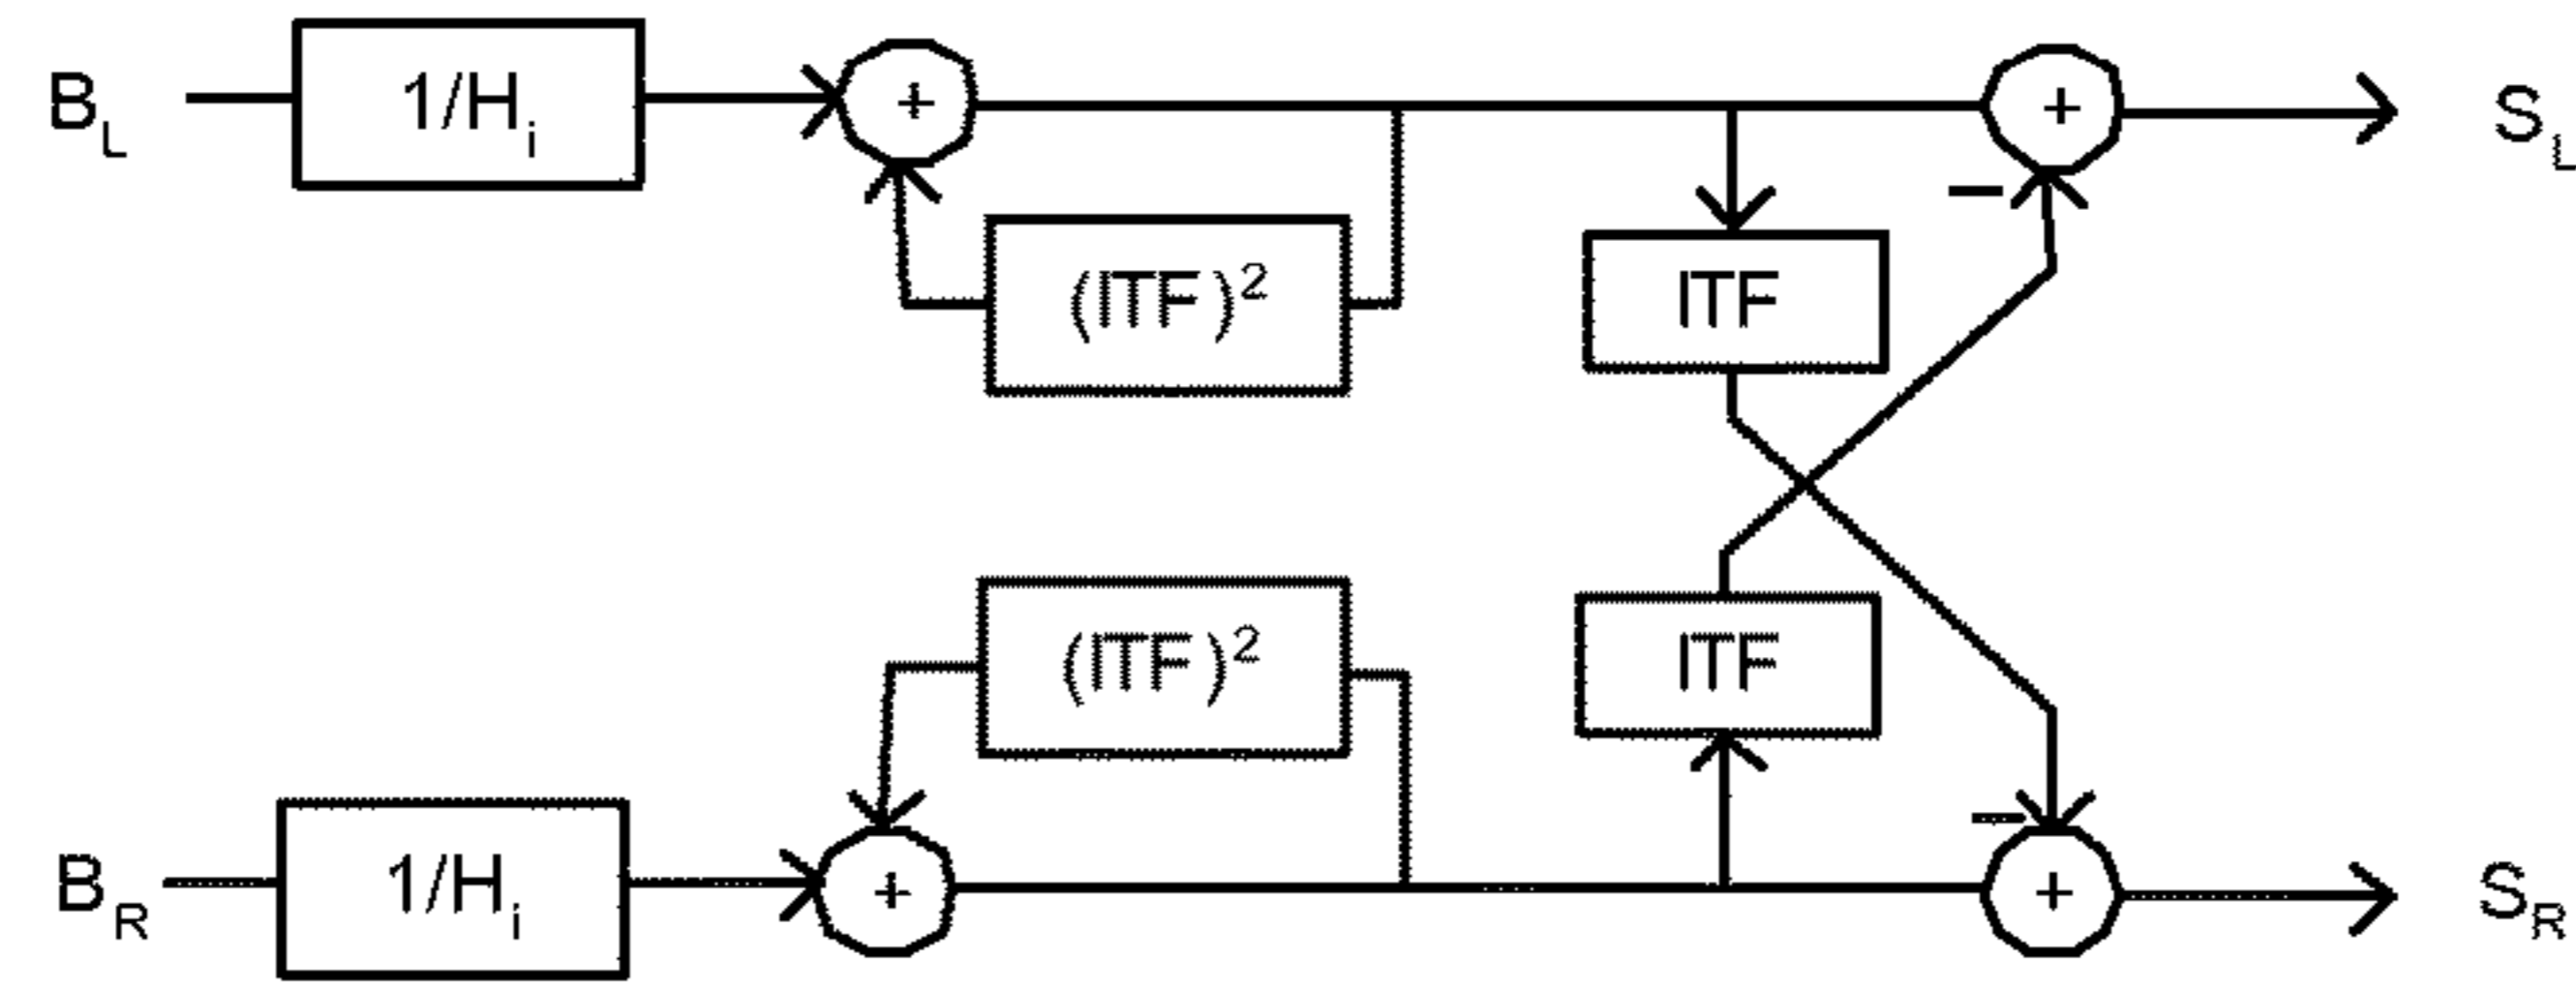 B_L 1/H_i + + S_L
(ITF)² ITF −
(ITF)² ITF
−
B_R 1/H_i + + S_R